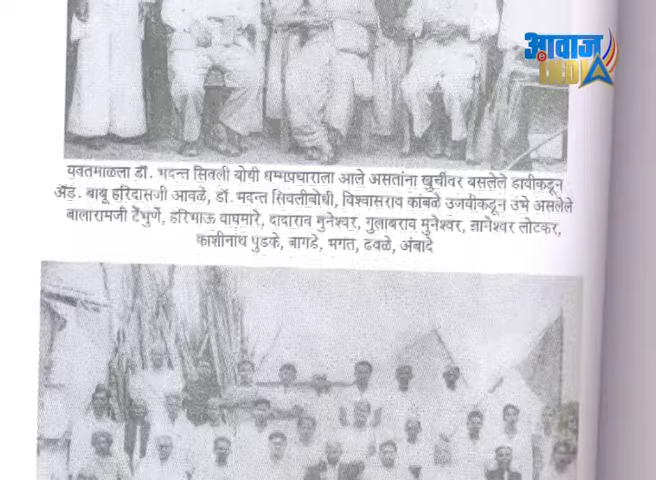 आवाज
INDIA
यवतमाळला डॉ. भदन्त सिवली बोधी धम्मप्रचाराला आले असतांना खुर्चीवर बसलेले डावीकडून
अॅड. बाबू हरिदासजी आवळे, डॉ. भदन्त सिवलीबोधी, विश्वासराव कांबळे उजवीकडून उभे असलेले
बालारामजी टेंभुर्णे, हरिभाऊ वाघमारे, दादाराव मुनेश्वर, गुलाबराव मुनेश्वर, ज्ञानेश्वर लोटकर,
काशीनाथ पुडके, बागडे, भगत, ढवळे, अंबादे